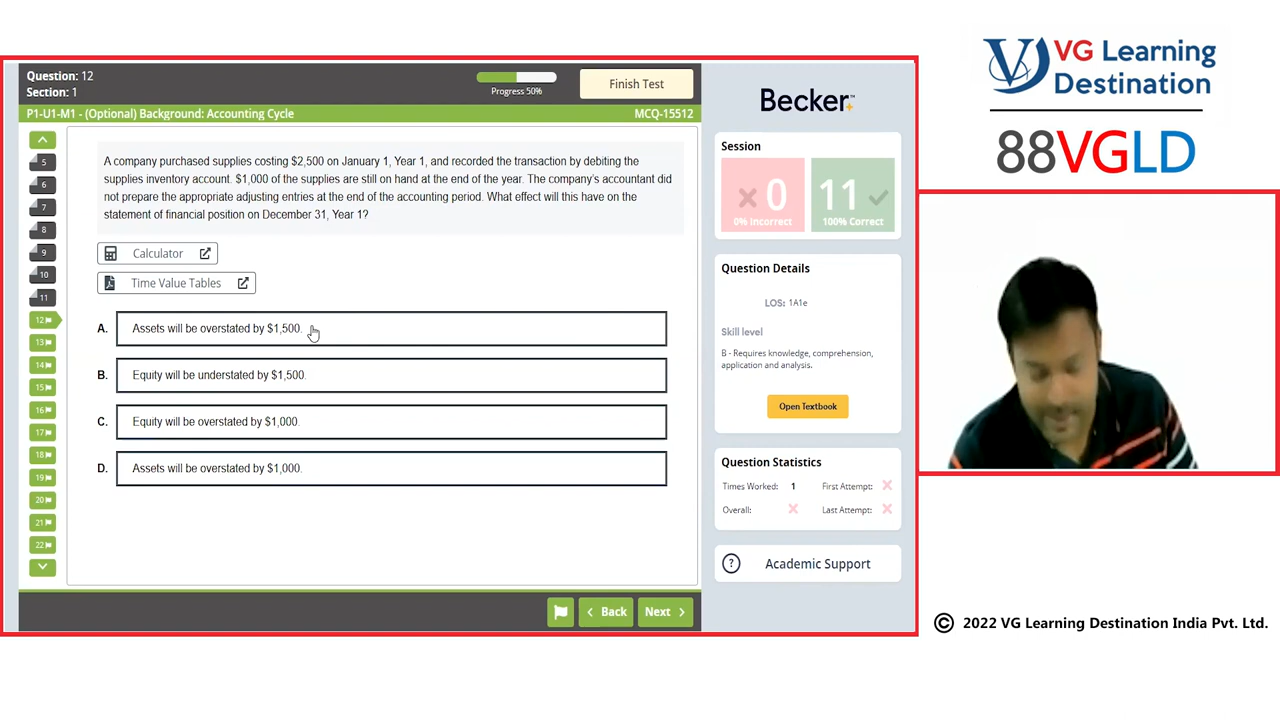 Question: 12
Section: 1
Progress 50%
Finish Test
P1-U1-M1 - (Optional) Background: Accounting Cycle
MCQ-15512
5
6
7
8
9
10
11
12
13
14
15
16
17
18
19
20
21
22
A company purchased supplies costing $2,500 on January 1, Year 1, and recorded the transaction by debiting the
supplies inventory account. $1,000 of the supplies are still on hand at the end of the year. The company's accountant did
not prepare the appropriate adjusting entries at the end of the accounting period. What effect will this have on the
statement of financial position on December 31, Year 1?
Calculator
Time Value Tables
A. Assets will be overstated by $1,500.
B. Equity will be understated by $1,500.
C. Equity will be overstated by $1,000.
D. Assets will be overstated by $1,000.
Back
Next
Becker
Session
0
0% Incorrect
11
100% Correct
Question Details
LOS: 1A1e
Skill level
B - Requires knowledge, comprehension,
application and analysis.
Open Textbook
Question Statistics
Times Worked: 1 First Attempt:
Overall: Last Attempt:
? Academic Support
VG Learning
Destination
88VGLD
© 2022 VG Learning Destination India Pvt. Ltd.